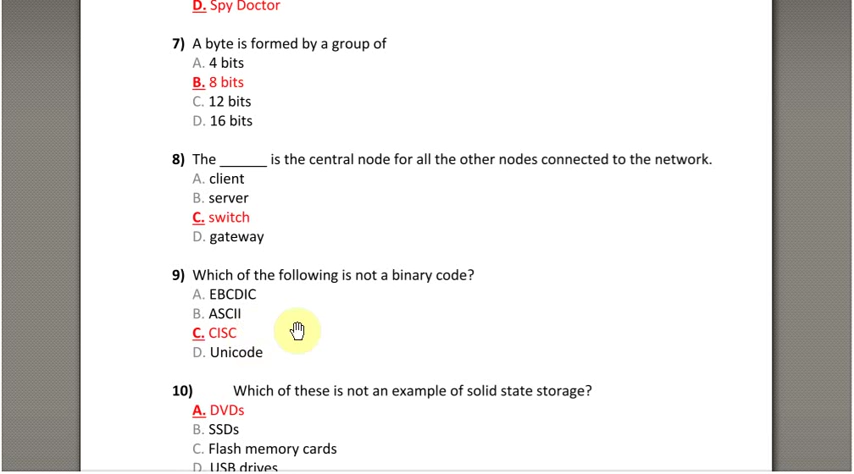 D. Spy Doctor
7) A byte is formed by a group of
A. 4 bits
B. 8 bits
C. 12 bits
D. 16 bits
8) The ______ is the central node for all the other nodes connected to the network.
A. client
B. server
C. switch
D. gateway
9) Which of the following is not a binary code?
A. EBCDIC
B. ASCII
C. CISC
D. Unicode
10) Which of these is not an example of solid state storage?
A. DVDs
B. SSDs
C. Flash memory cards
D. USB drives